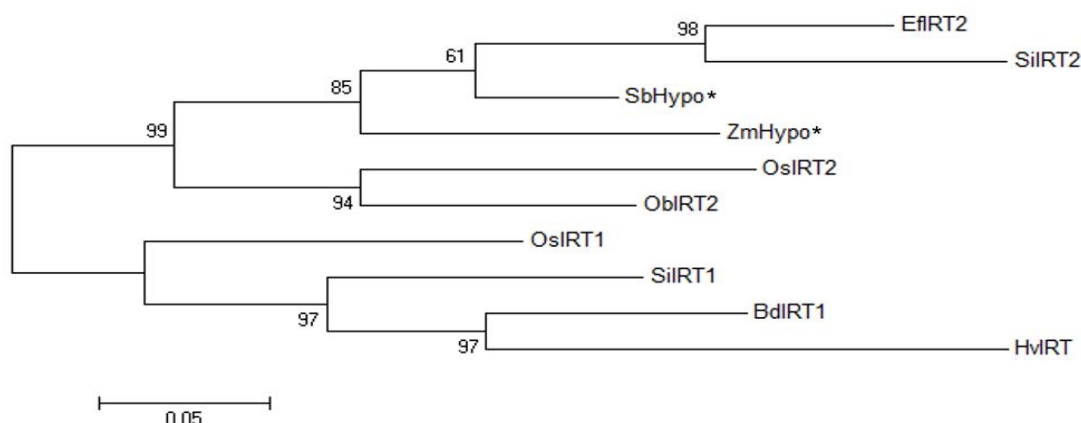 98
EfIRT2
61
SiIRT2
85
SbHypo*
99
ZmHypo*
OsIRT2
94
ObIRT2
OsIRT1
SiIRT1
97
BdIRT1
97
HvIRT
0.05